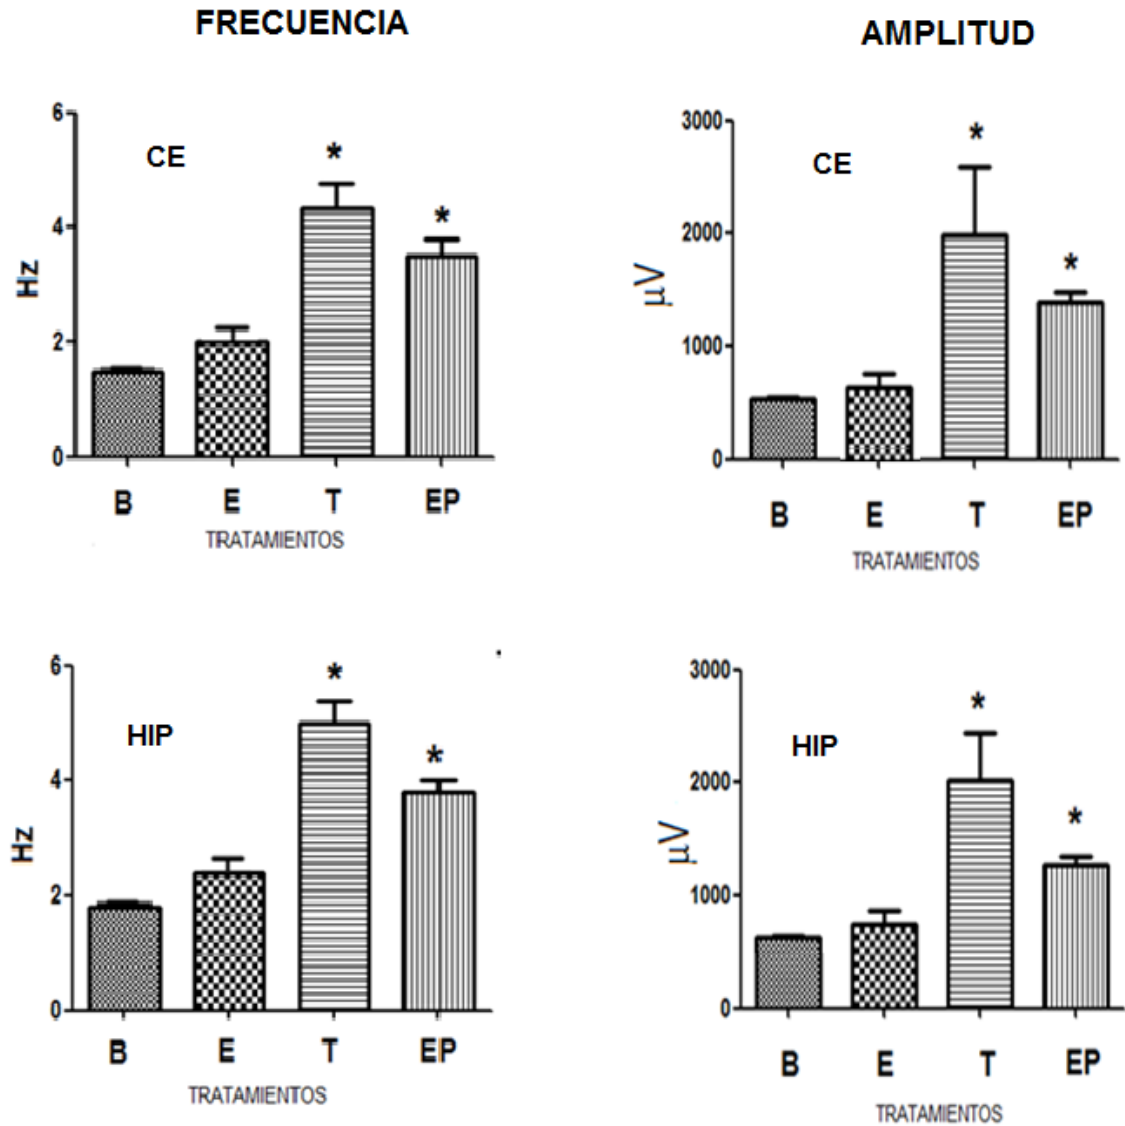 FRECUENCIA
AMPLITUD
6
4
2
0
Hz
CE
*
*
B E T EP
TRATAMIENTOS
3000
2000
1000
0
µV
CE
*
*
B E T EP
TRATAMIENTOS
6
4
2
0
Hz
HIP
*
*
B E T EP
TRATAMIENTOS
3000
2000
1000
0
µV
HIP
*
*
B E T EP
TRATAMIENTOS